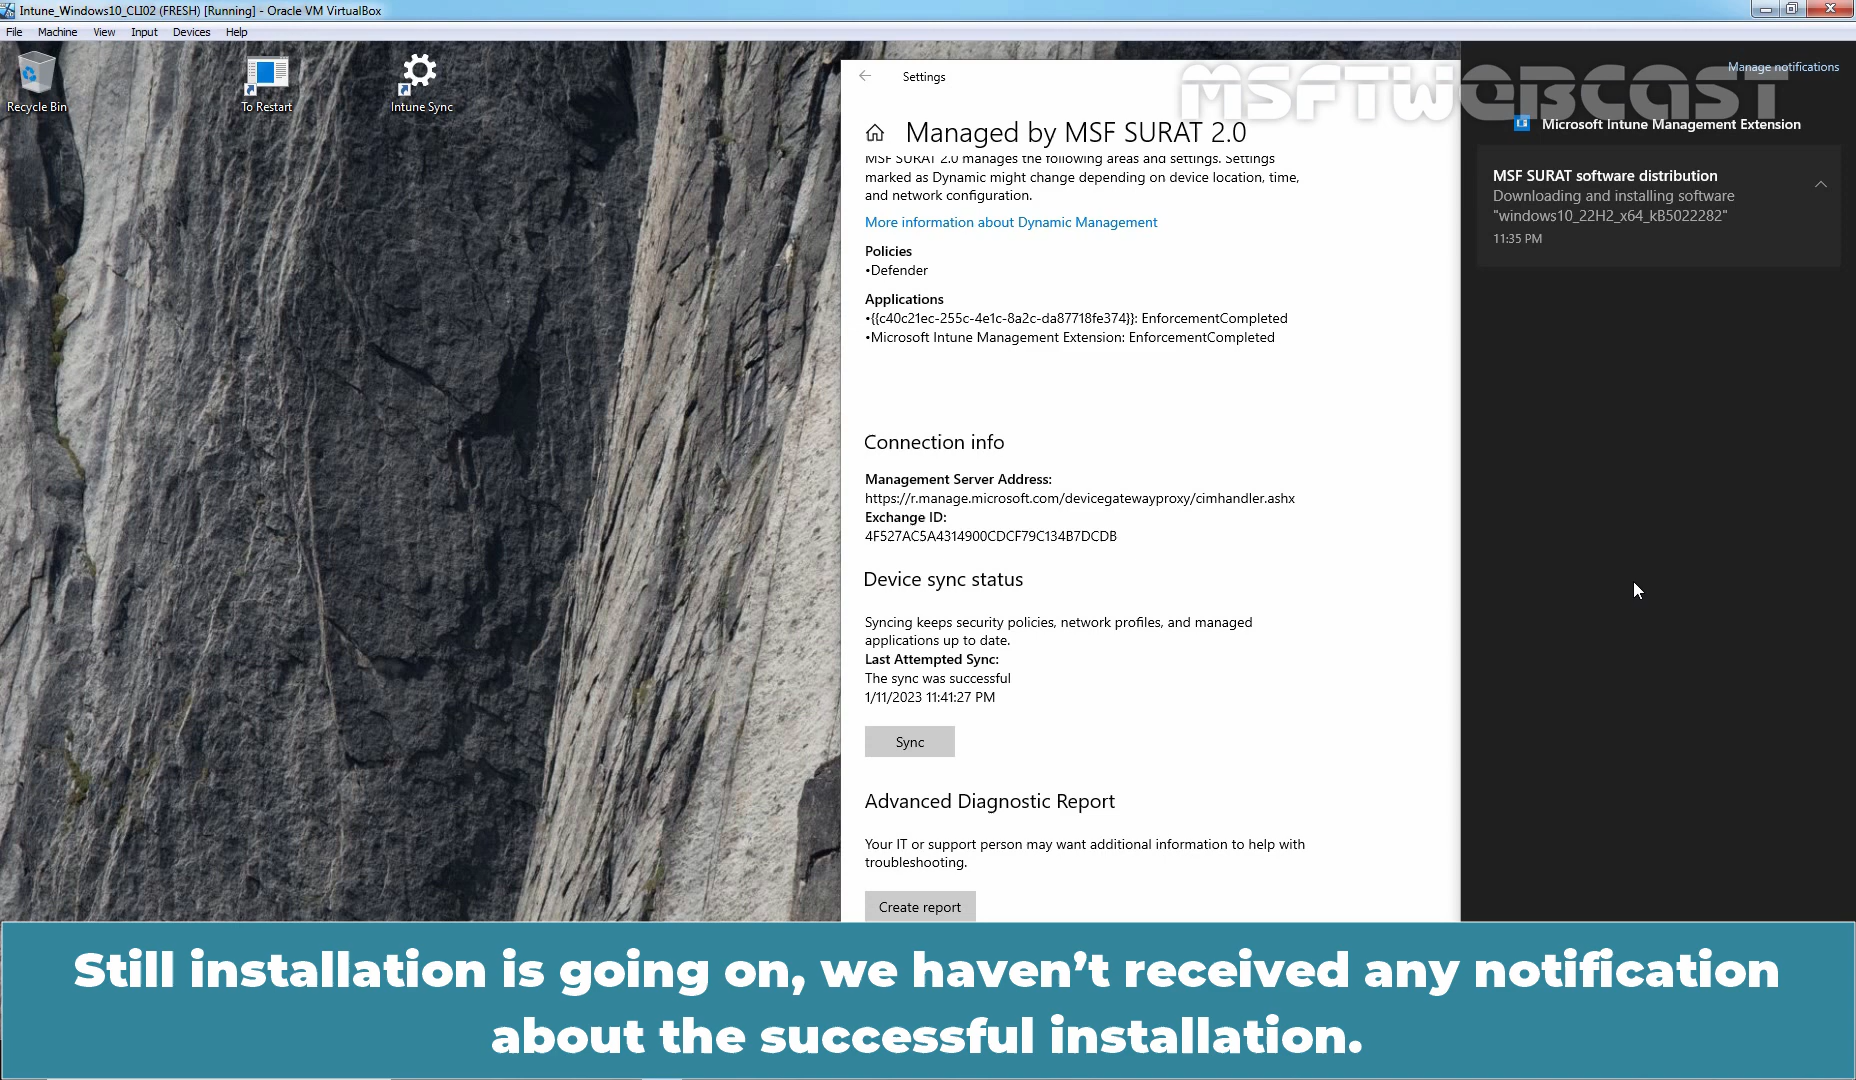 Intune_Windows10_CLI02 (FRESH) [Running] - Oracle VM VirtualBox
File Machine View Input Devices Help
Recycle Bin
To Restart
Intune Sync
Settings
Managed by MSF SURAT 2.0
MSF SURAT 2.0 manages the following areas and settings. Settings
marked as Dynamic might change depending on device location, time,
and network configuration.
More information about Dynamic Management
Policies
•Defender
Applications
•{{c40c21ec-255c-4e1c-8a2c-da87718fe374}}: EnforcementCompleted
•Microsoft Intune Management Extension: EnforcementCompleted
Connection info
Management Server Address:
https://r.manage.microsoft.com/devicegatewayproxy/cimhandler.ashx
Exchange ID:
4F527AC5A4314900CDCF79C134B7DCDB
Device sync status
Syncing keeps security policies, network profiles, and managed
applications up to date.
Last Attempted Sync:
The sync was successful
1/11/2023 11:41:27 PM
Sync
Advanced Diagnostic Report
Your IT or support person may want additional information to help with
troubleshooting.
Create report
Manage notifications
MSFTWEBCAST
Microsoft Intune Management Extension
MSF SURAT software distribution
Downloading and installing software
"windows10_22H2_x64_kB5022282"
11:35 PM
Still installation is going on, we haven't received any notification
about the successful installation.